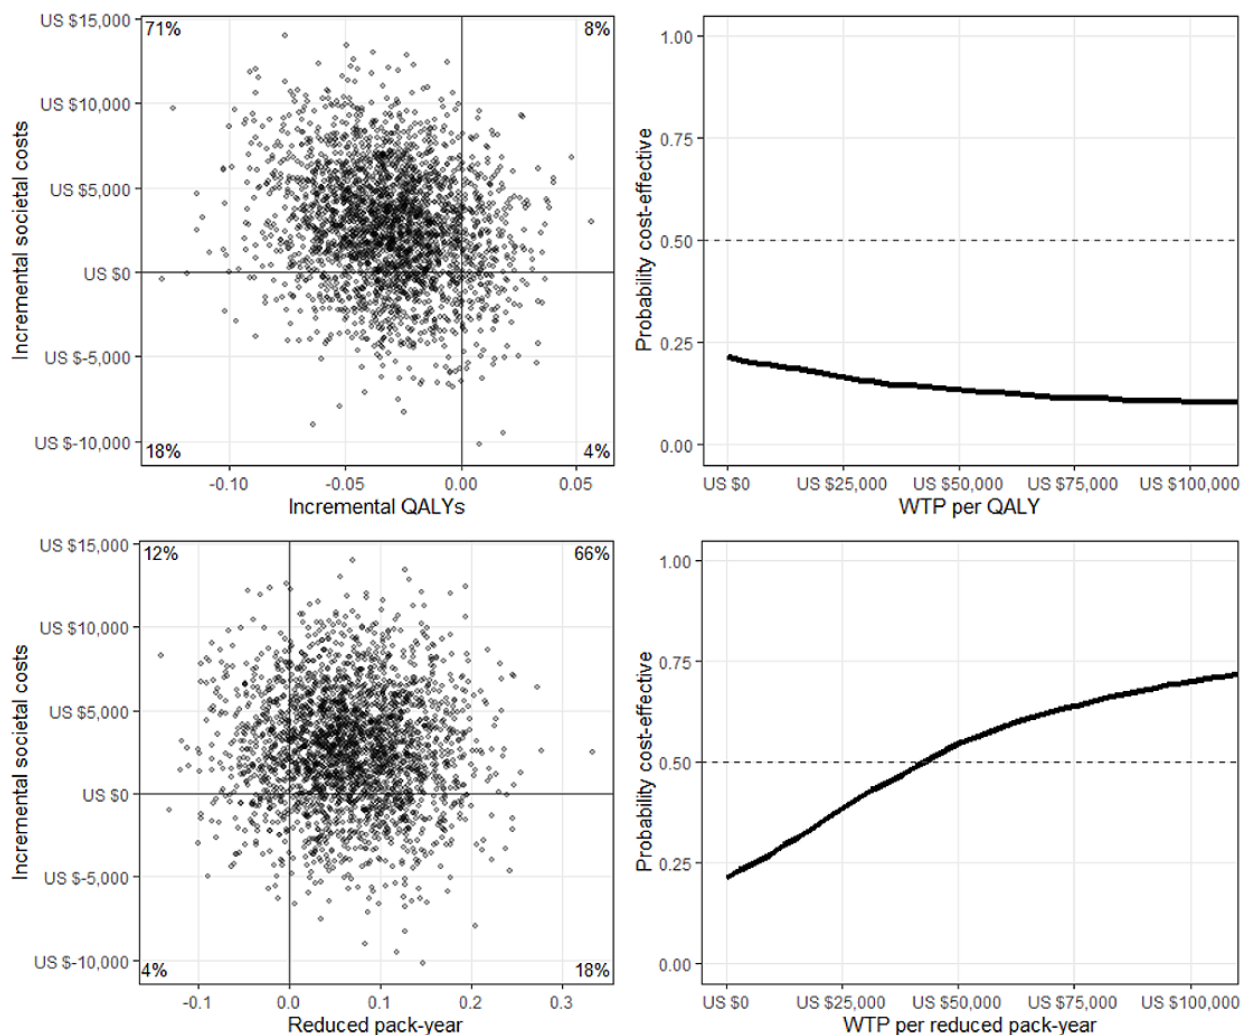 US $15,000
US $10,000
US $5,000
US $0
US $-5,000
US $-10,000
Incremental societal costs
71%
8%
18%
4%
-0.10
-0.05
0.00
0.05
Incremental QALYs
1.00
0.75
0.50
0.25
0.00
Probability cost-effective
US $0
US $25,000
US $50,000
US $75,000
US $100,000
WTP per QALY
US $15,000
US $10,000
US $5,000
US $0
US $-5,000
US $-10,000
Incremental societal costs
12%
66%
4%
18%
-0.1
0.0
0.1
0.2
0.3
Reduced pack-year
1.00
0.75
0.50
0.25
0.00
Probability cost-effective
US $0
US $25,000
US $50,000
US $75,000
US $100,000
WTP per reduced pack-year